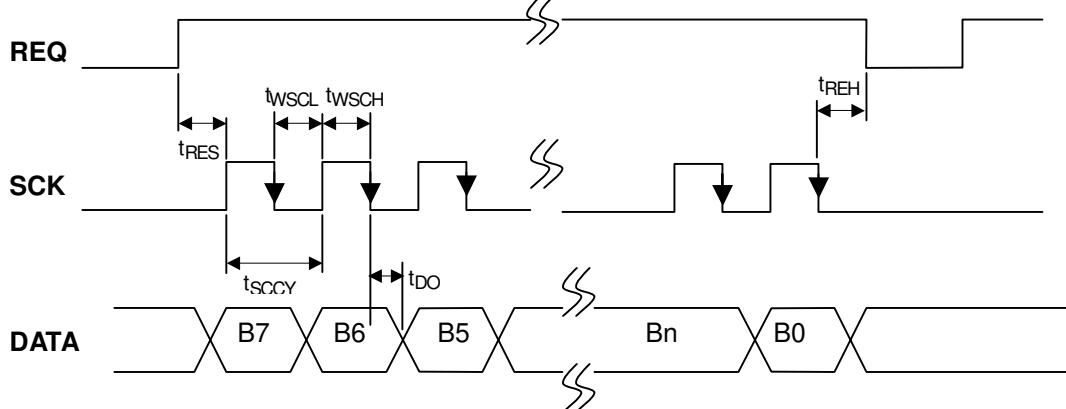 REQ
tREH
tWSCL tWSCH
tRES
SCK
tSCCY
tDO
DATA
B7 B6 B5 Bn B0